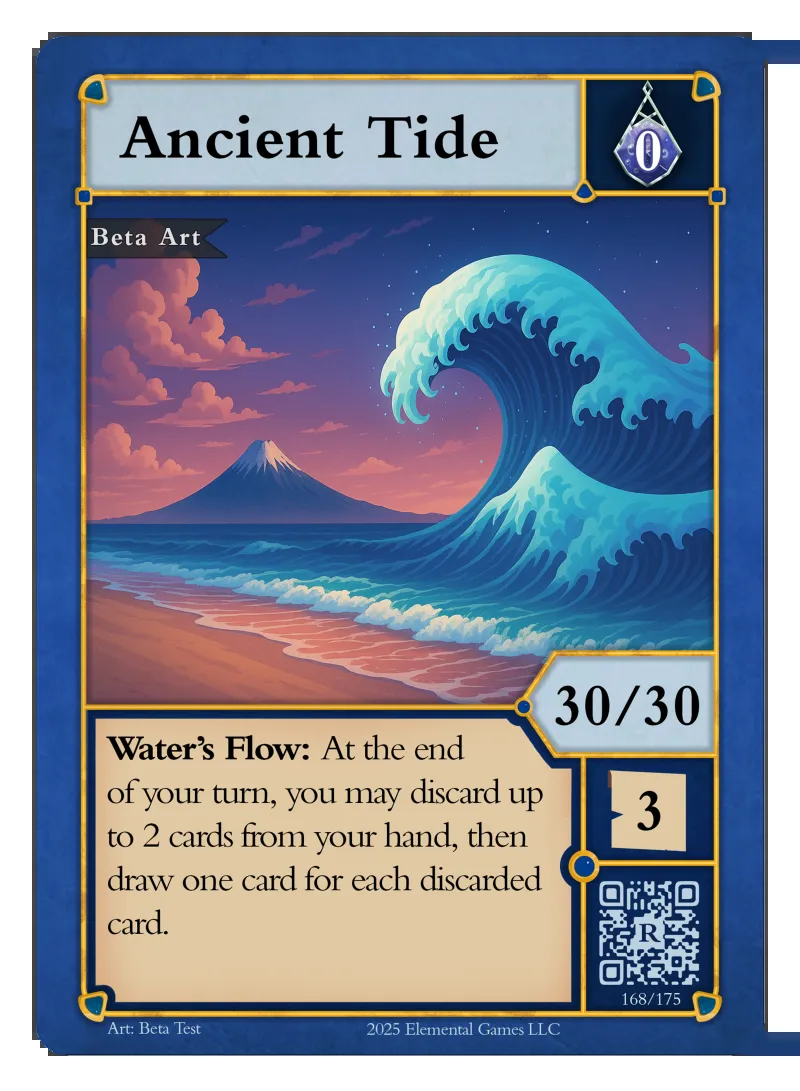 Ancient Tide
0
Beta Art
30/30
Water's Flow: At the end
of your turn, you may discard up
to 2 cards from your hand, then
draw one card for each discarded
card.
3
R
168/175
Art: Beta Test
2025 Elemental Games LLC